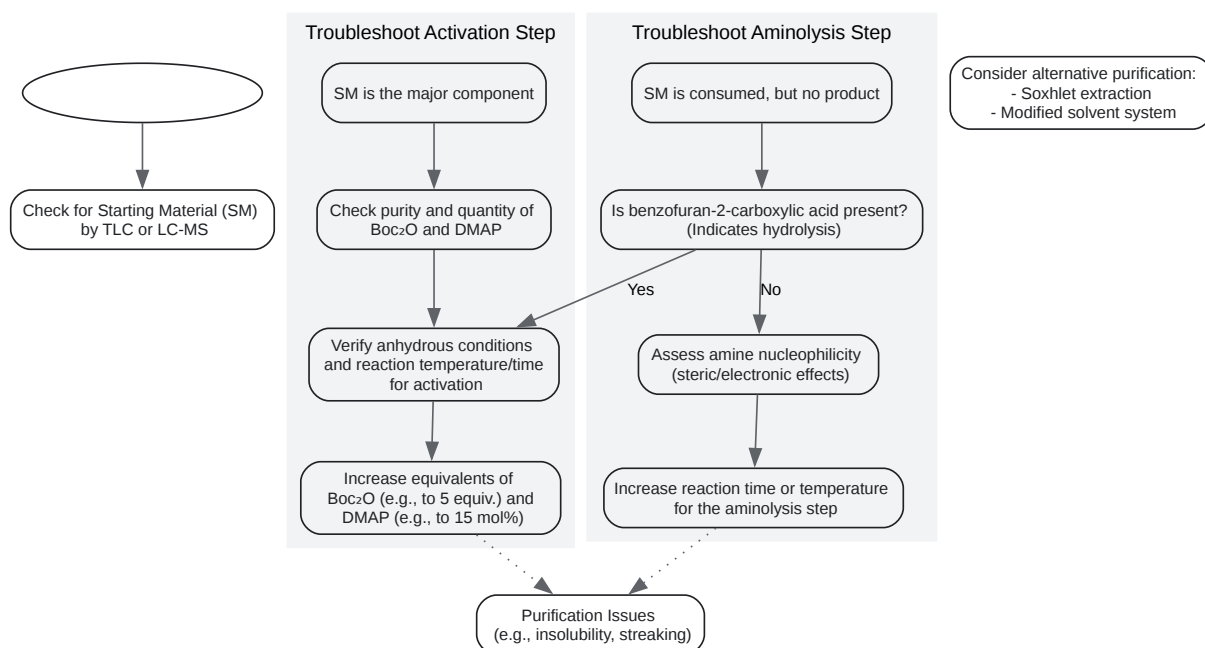 Troubleshoot Activation Step
Troubleshoot Aminolysis Step
SM is the major component
SM is consumed, but no product
Consider alternative purification:
- Soxhlet extraction
- Modified solvent system
Check for Starting Material (SM)
by TLC or LC-MS
Check purity and quantity of
Boc₂O and DMAP
Is benzofuran-2-carboxylic acid present?
(Indicates hydrolysis)
Yes
No
Verify anhydrous conditions
and reaction temperature/time
for activation
Assess amine nucleophilicity
(steric/electronic effects)
Increase equivalents of
Boc₂O (e.g., to 5 equiv.) and
DMAP (e.g., to 15 mol%)
Increase reaction time or temperature
for the aminolysis step
Purification Issues
(e.g., insolubility, streaking)